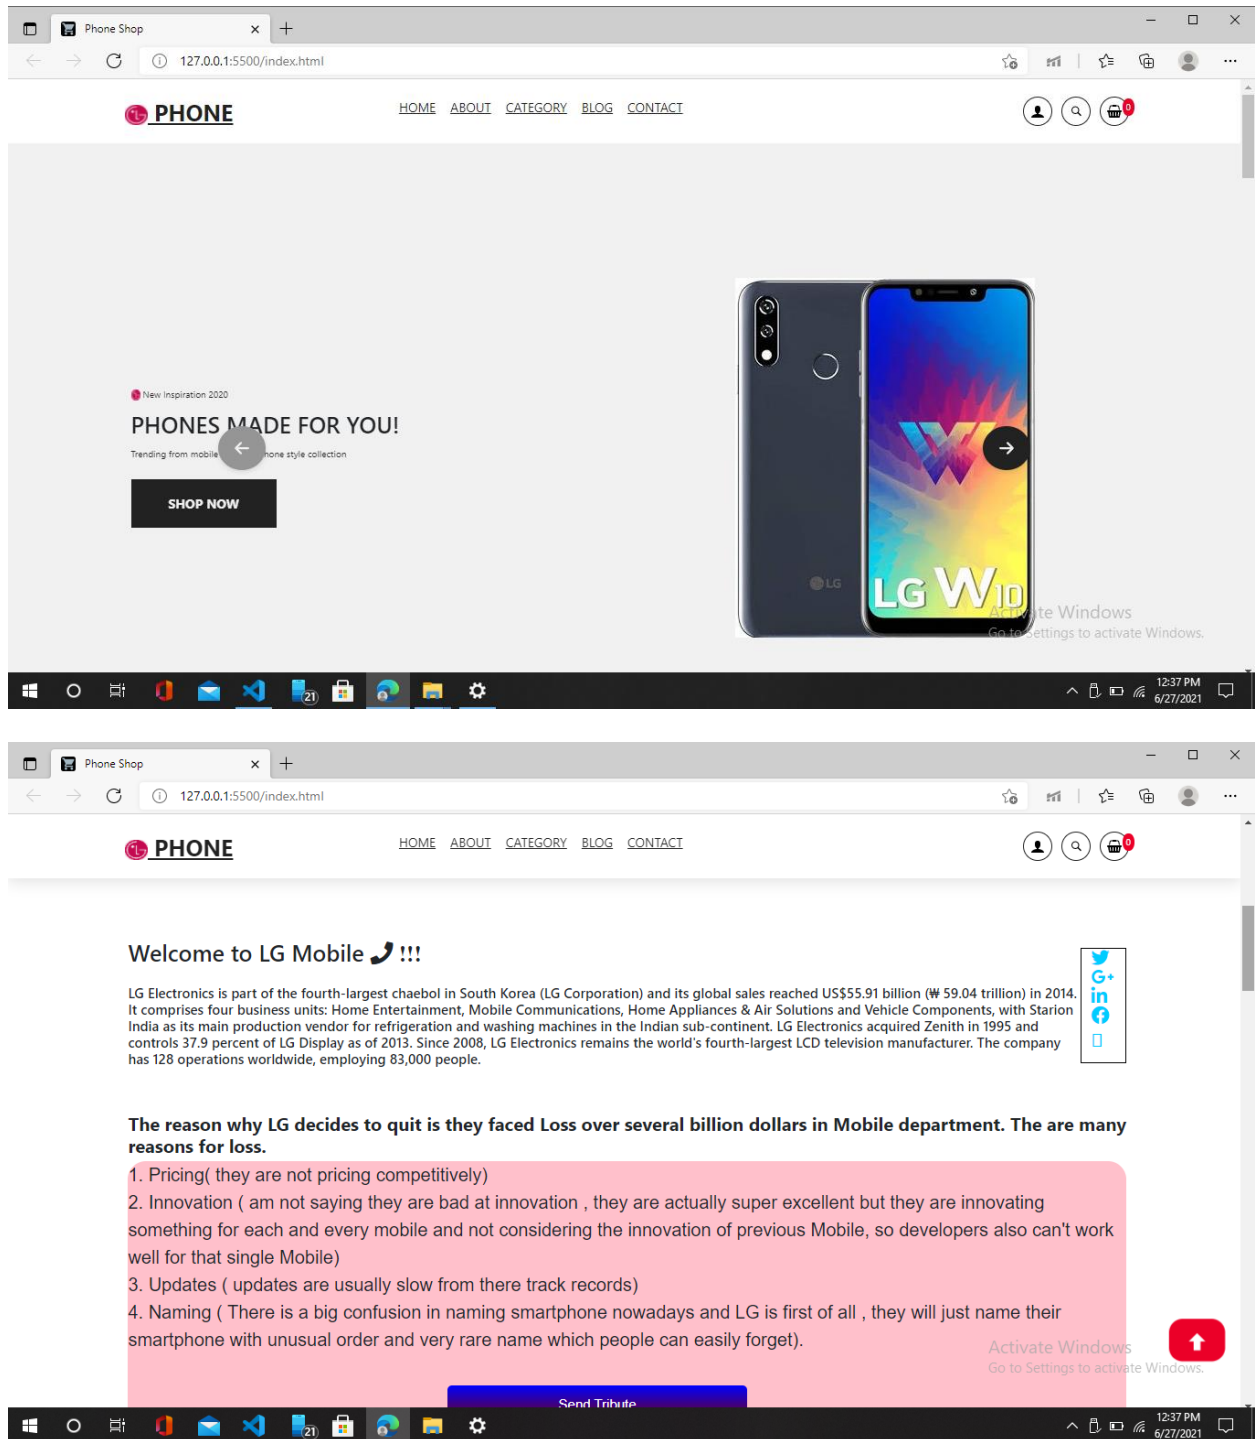 Phone Shop
127.0.0.1:5500/index.html
PHONE
HOME ABOUT CATEGORY BLOG CONTACT
0
New Inspiration 2020
PHONES MADE FOR YOU!
Trending from mobile hone style collection
SHOP NOW
LG
LG W10
Activate Windows
Go to Settings to activate Windows.
21
12:37 PM
6/27/2021
Phone Shop
127.0.0.1:5500/index.html
PHONE
HOME ABOUT CATEGORY BLOG CONTACT
0
Welcome to LG Mobile !!!
LG Electronics is part of the fourth-largest chaebol in South Korea (LG Corporation) and its global sales reached US$55.91 billion (₩ 59.04 trillion) in 2014.
It comprises four business units: Home Entertainment, Mobile Communications, Home Appliances & Air Solutions and Vehicle Components, with Starion
India as its main production vendor for refrigeration and washing machines in the Indian sub-continent. LG Electronics acquired Zenith in 1995 and
controls 37.9 percent of LG Display as of 2013. Since 2008, LG Electronics remains the world's fourth-largest LCD television manufacturer. The company
has 128 operations worldwide, employing 83,000 people.
G+
in
The reason why LG decides to quit is they faced Loss over several billion dollars in Mobile department. The are many
reasons for loss.
1. Pricing( they are not pricing competitively)
2. Innovation ( am not saying they are bad at innovation , they are actually super excellent but they are innovating
something for each and every mobile and not considering the innovation of previous Mobile, so developers also can't work
well for that single Mobile)
3. Updates ( updates are usually slow from there track records)
4. Naming ( There is a big confusion in naming smartphone nowadays and LG is first of all , they will just name their
smartphone with unusual order and very rare name which people can easily forget).
Send Tribute
Activate Windows
Go to Settings to activate Windows.
21
12:37 PM
6/27/2021